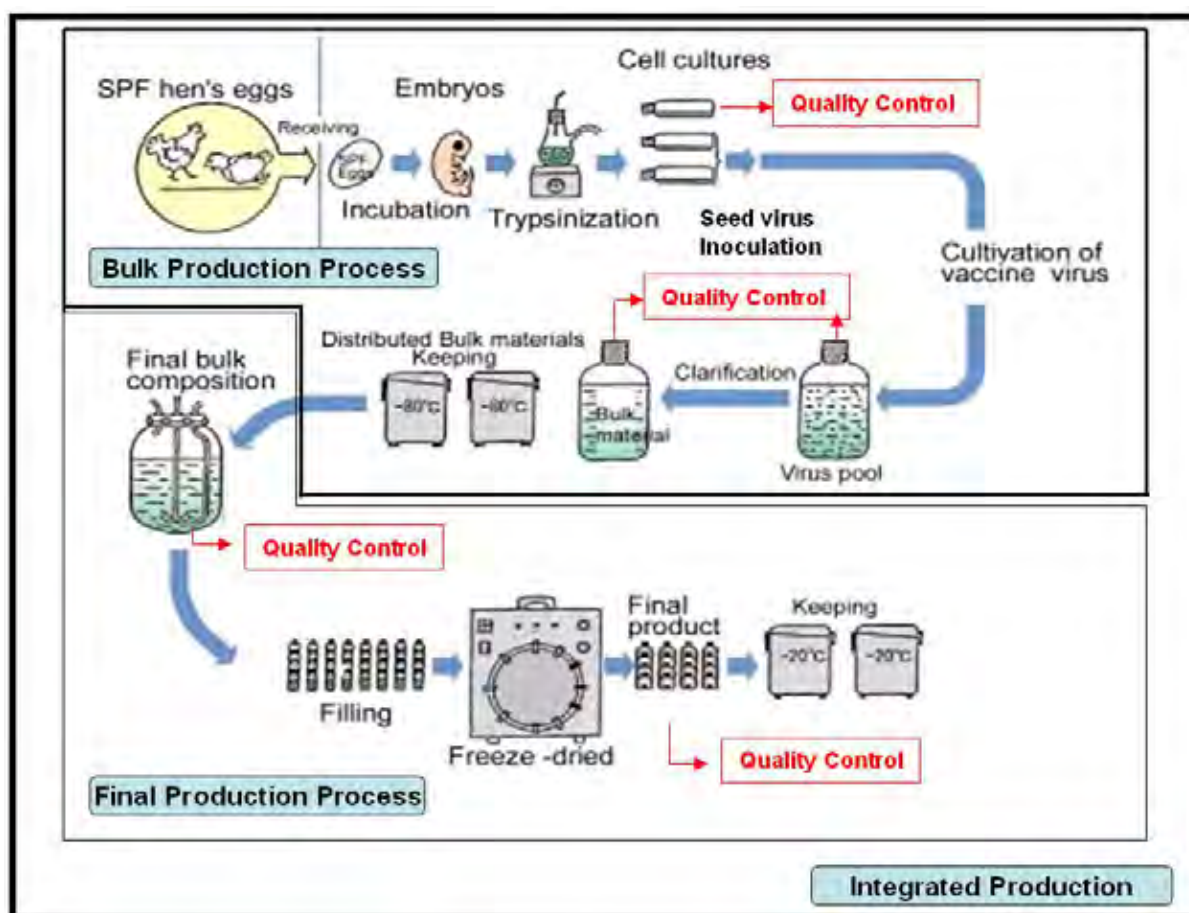 SPF hen's eggs
Receiving
SPF
Eggs
Incubation
Embryos
Trypsinization
Cell cultures
Quality Control
Seed virus
Inoculation
Bulk Production Process
Cultivation of
vaccine virus
Quality Control
Distributed Bulk materials
Keeping
-80°C
-80°C
Bulk
material
Clarification
Virus pool
Final bulk
composition
Quality Control
Filling
Freeze -dried
Final
product
Keeping
-20°C
-20°C
Quality Control
Final Production Process
Integrated Production